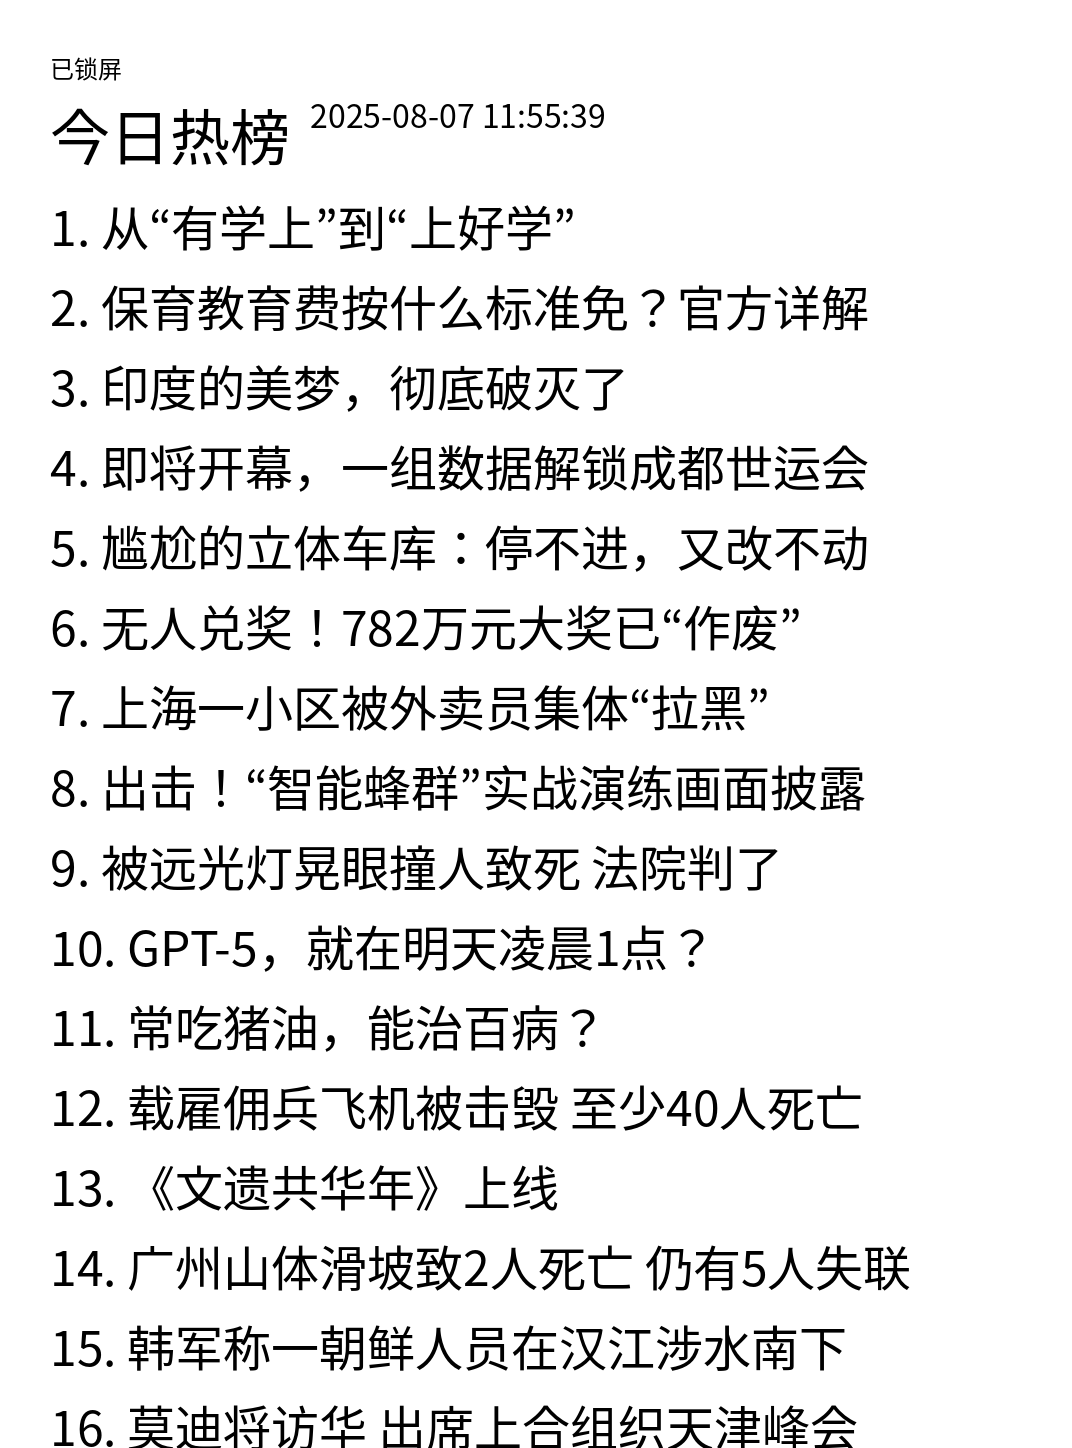 已锁屏
今日热榜 2025-08-07 11:55:39
1. 从“有学上”到“上好学”
2. 保育教育费按什么标准免？官方详解
3. 印度的美梦，彻底破灭了
4. 即将开幕，一组数据解锁成都世运会
5. 尴尬的立体车库：停不进，又改不动
6. 无人兑奖！782万元大奖已“作废”
7. 上海一小区被外卖员集体“拉黑”
8. 出击！“智能蜂群”实战演练画面披露
9. 被远光灯晃眼撞人致死 法院判了
10. GPT-5，就在明天凌晨1点？
11. 常吃猪油，能治百病？
12. 载雇佣兵飞机被击毁 至少40人死亡
13. 《文遗共华年》上线
14. 广州山体滑坡致2人死亡 仍有5人失联
15. 韩军称一朝鲜人员在汉江涉水南下
16. 莫迪将访华 出席上合组织天津峰会